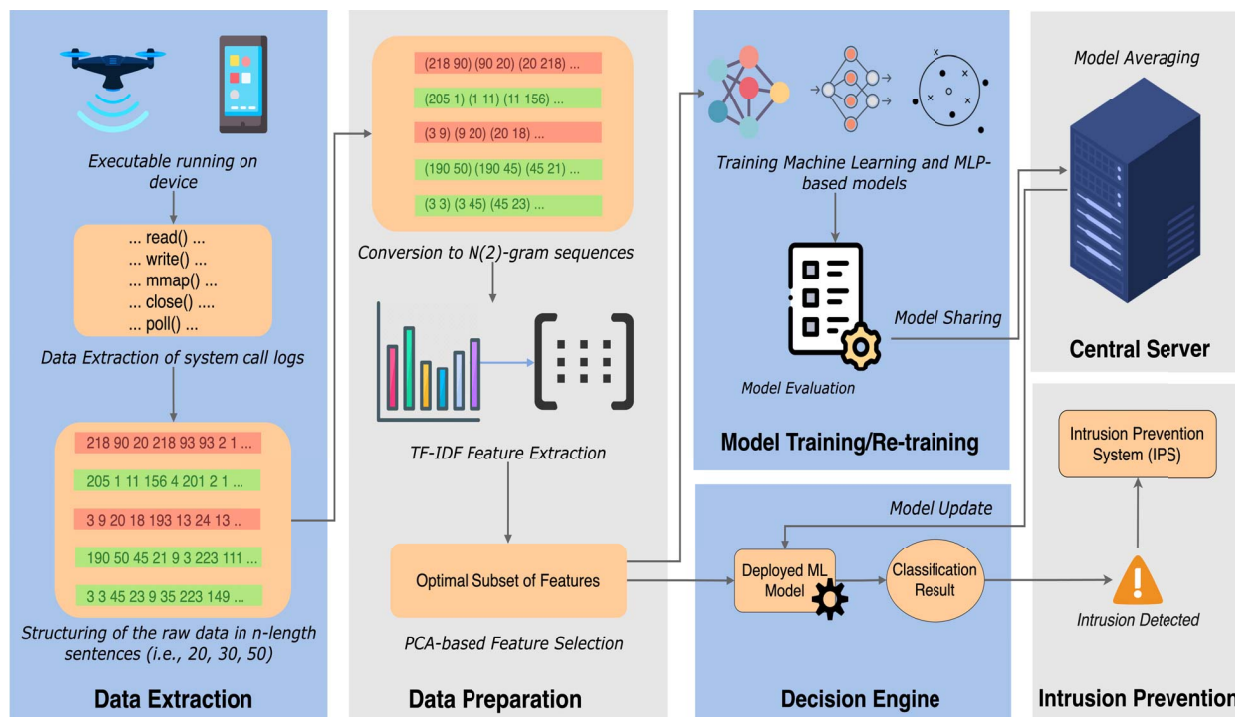 Executable running on
device
... read() ...
... write() ...
... mmap() ...
... close() ....
... poll() ...
Data Extraction of system call logs
218 90 20 218 93 93 2 1 ...
205 1 11 156 4 201 2 1 ...
3 9 20 18 193 13 24 13 ..
190 50 45 21 9 3 223 111 ...
3 3 45 23 9 35 223 149 ...
Structuring of the raw data in n-length
sentences (i.e., 20, 30, 50)
Data Extraction
(218 90) (90 20) (20 218) ...
(205 1) (1 11) (11 156) ...
(3 9) (9 20) (20 18) ...
(190 50) (190 45) (45 21) ...
(3 3) (3 45) (45 23) ...
Conversion to N(2)-gram sequences
TF-IDF Feature Extraction
Optimal Subset of Features
PCA-based Feature Selection
Data Preparation
Training Machine Learning and MLP-
based models
Model Sharing
Model Evaluation
Model Training/Re-training
Model Averaging
Central Server
Model Update
Deployed ML
Model
Classification
Result
Decision Engine
Intrusion Prevention
System (IPS)
Intrusion Detected
Intrusion Prevention